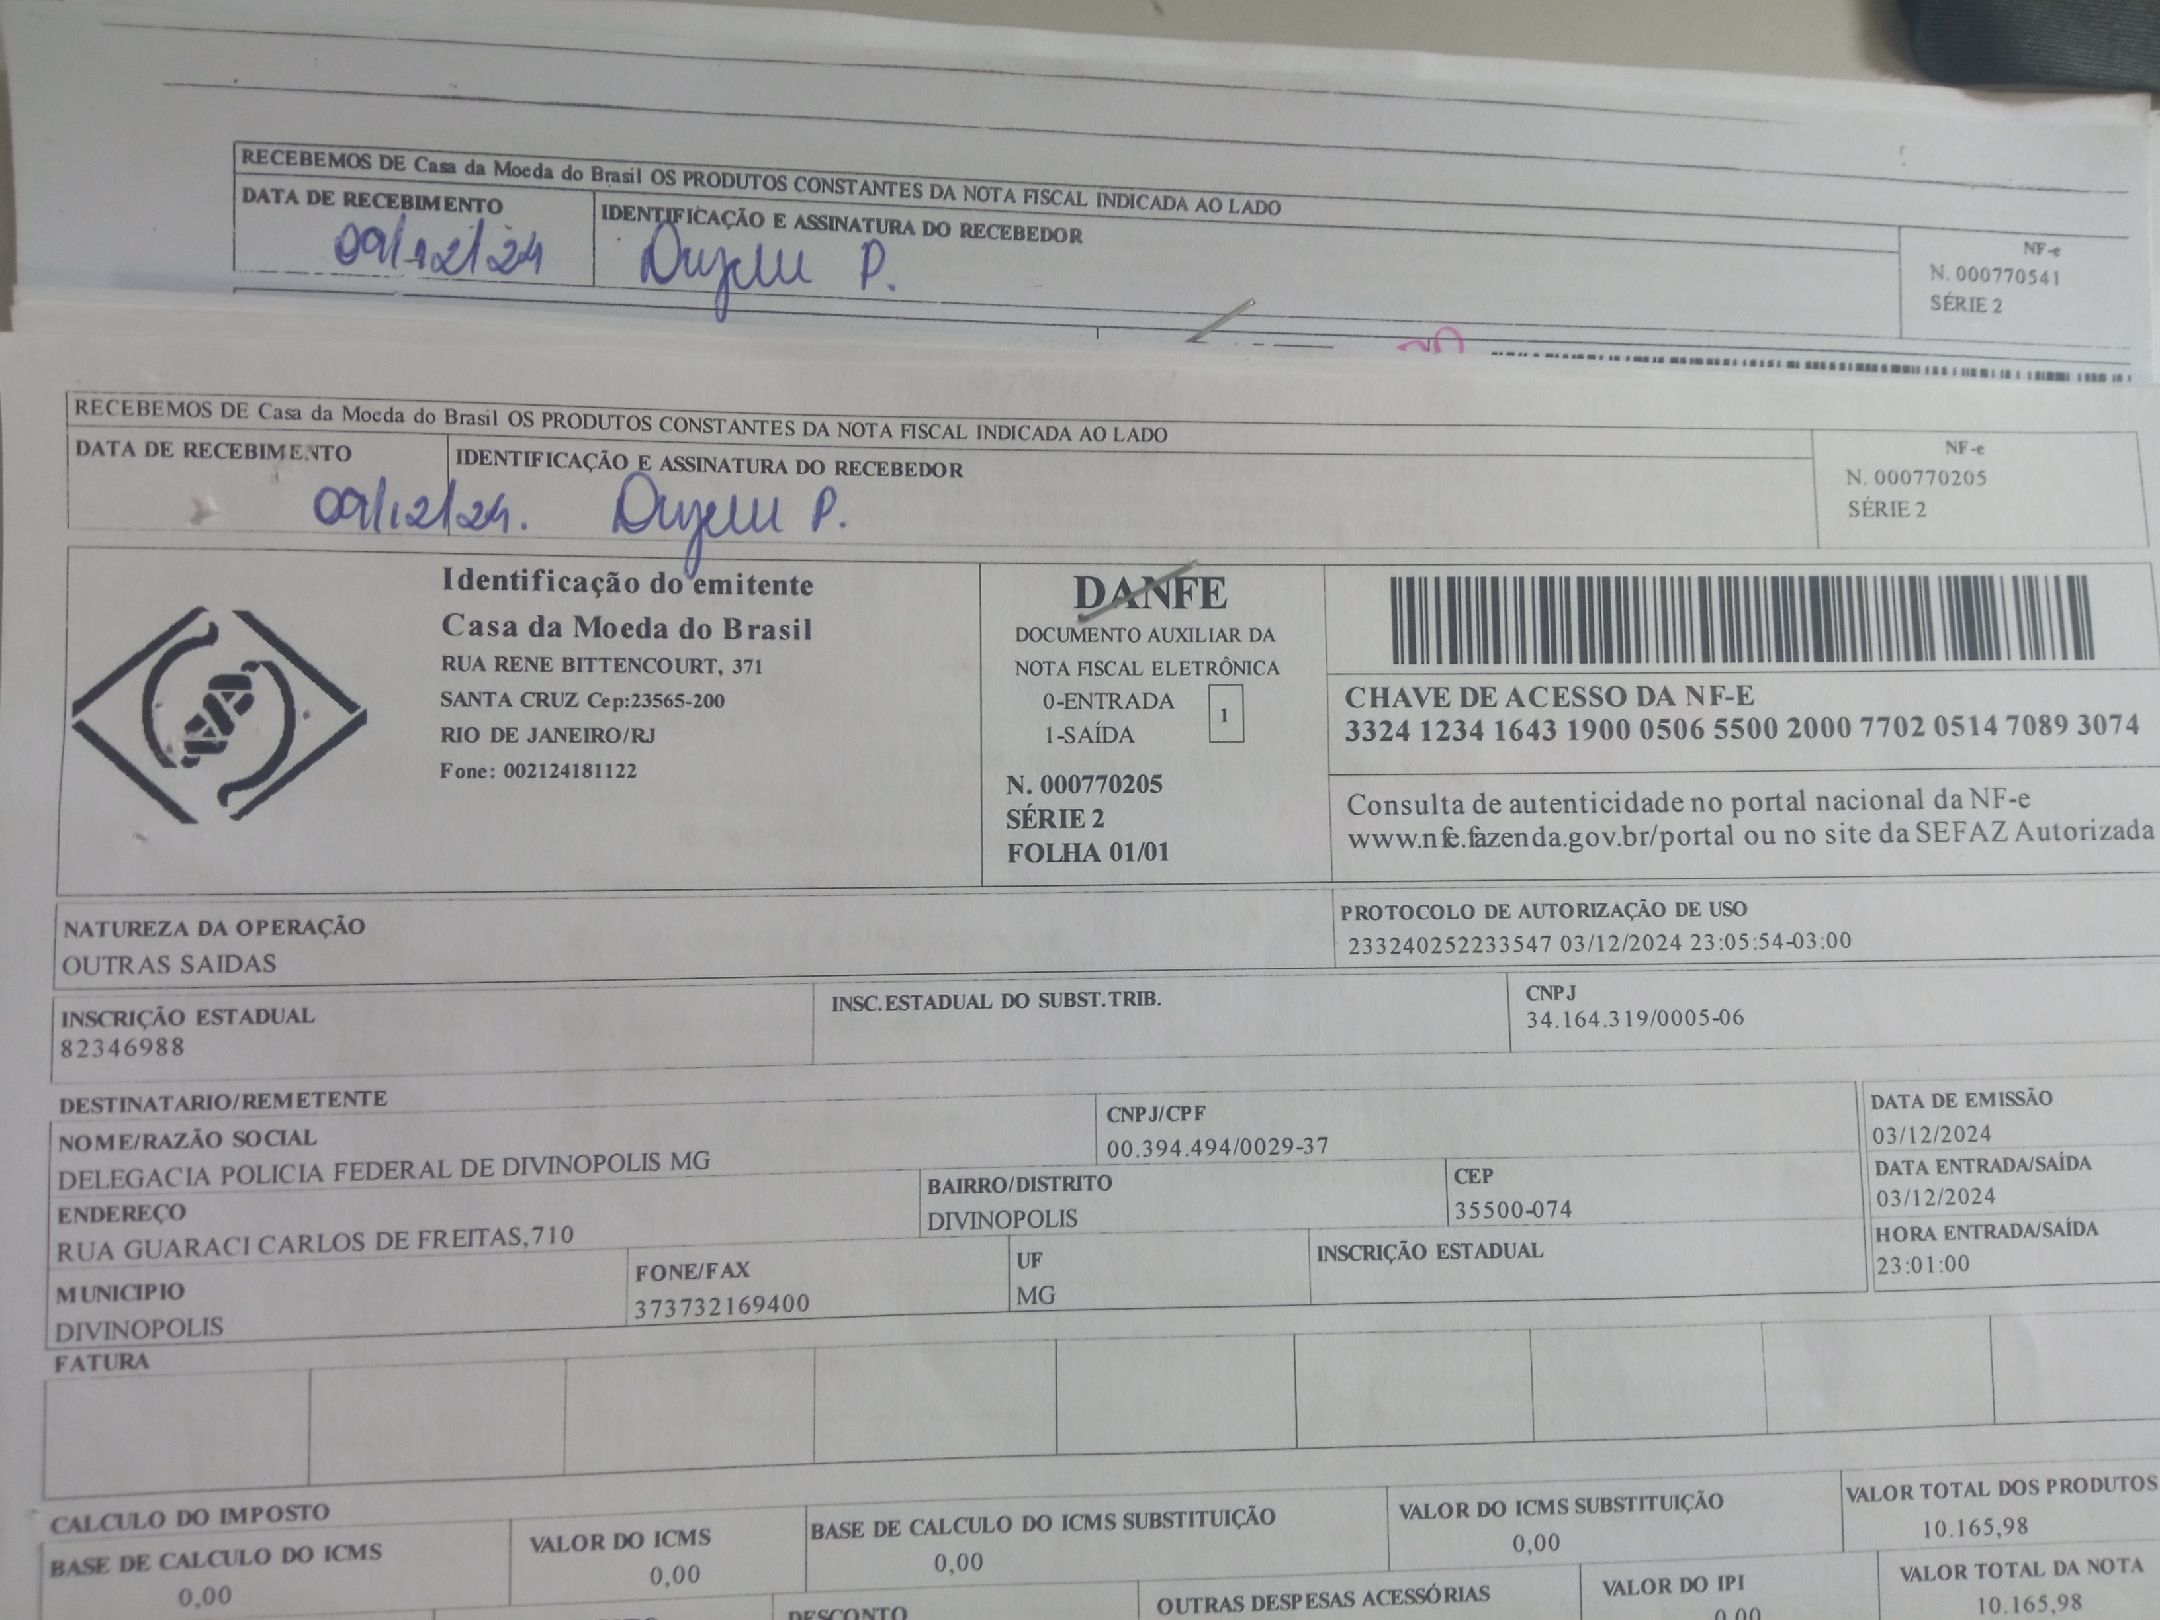 RECEBEMOS DE Casa da Moeda do Brasil OS PRODUTOS CONSTANTES DA NOTA FISCAL INDICADA AO LADO
DATA DE RECEBIMENTO
09/12/24
IDENTIFICAÇÃO E ASSINATURA DO RECEBEDOR
P.
NF-e
N. 000770541
SÉRIE 2
RECEBEMOS DE Casa da Moeda do Brasil OS PRODUTOS CONSTANTES DA NOTA FISCAL INDICADA AO LADO
DATA DE RECEBIMENTO
09/12/24.
IDENTIFICAÇÃO E ASSINATURA DO RECEBEDOR
P.
NF-e
N. 000770205
SÉRIE 2
Identificação do emitente
Casa da Moeda do Brasil
RUA RENE BITTENCOURT, 371
SANTA CRUZ Cep:23565-200
RIO DE JANEIRO/RJ
Fone: 002124181122
DANFE
DOCUMENTO AUXILIAR DA
NOTA FISCAL ELETRÔNICA
0-ENTRADA
1-SAÍDA
1
N. 000770205
SÉRIE 2
FOLHA 01/01
CHAVE DE ACESSO DA NF-E
3324 1234 1643 1900 0506 5500 2000 7702 0514 7089 3074
Consulta de autenticidade no portal nacional da NF-e
www.nfe.fazenda.gov.br/portal ou no site da SEFAZ Autorizada
NATUREZA DA OPERAÇÃO
OUTRAS SAIDAS
PROTOCOLO DE AUTORIZAÇÃO DE USO
233240252233547 03/12/2024 23:05:54-03:00
INSCRIÇÃO ESTADUAL
82346988
INSC.ESTADUAL DO SUBST.TRIB.
CNPJ
34.164.319/0005-06
DESTINATARIO/REMETENTE
NOME/RAZÃO SOCIAL
DELEGACIA POLICIA FEDERAL DE DIVINOPOLIS MG
CNPJ/CPF
00.394.494/0029-37
DATA DE EMISSÃO
03/12/2024
ENDEREÇO
RUA GUARACI CARLOS DE FREITAS,710
BAIRRO/DISTRITO
DIVINOPOLIS
CEP
35500-074
DATA ENTRADA/SAÍDA
03/12/2024
MUNICIPIO
DIVINOPOLIS
FONE/FAX
373732169400
UF
MG
INSCRIÇÃO ESTADUAL
HORA ENTRADA/SAÍDA
23:01:00
FATURA
CALCULO DO IMPOSTO
BASE DE CALCULO DO ICMS
0,00
VALOR DO ICMS
0,00
BASE DE CALCULO DO ICMS SUBSTITUIÇÃO
0,00
VALOR DO ICMS SUBSTITUIÇÃO
0,00
VALOR TOTAL DOS PRODUTOS
10.165,98
DESCONTO
OUTRAS DESPESAS ACESSÓRIAS
VALOR DO IPI
0,00
VALOR TOTAL DA NOTA
10.165,98